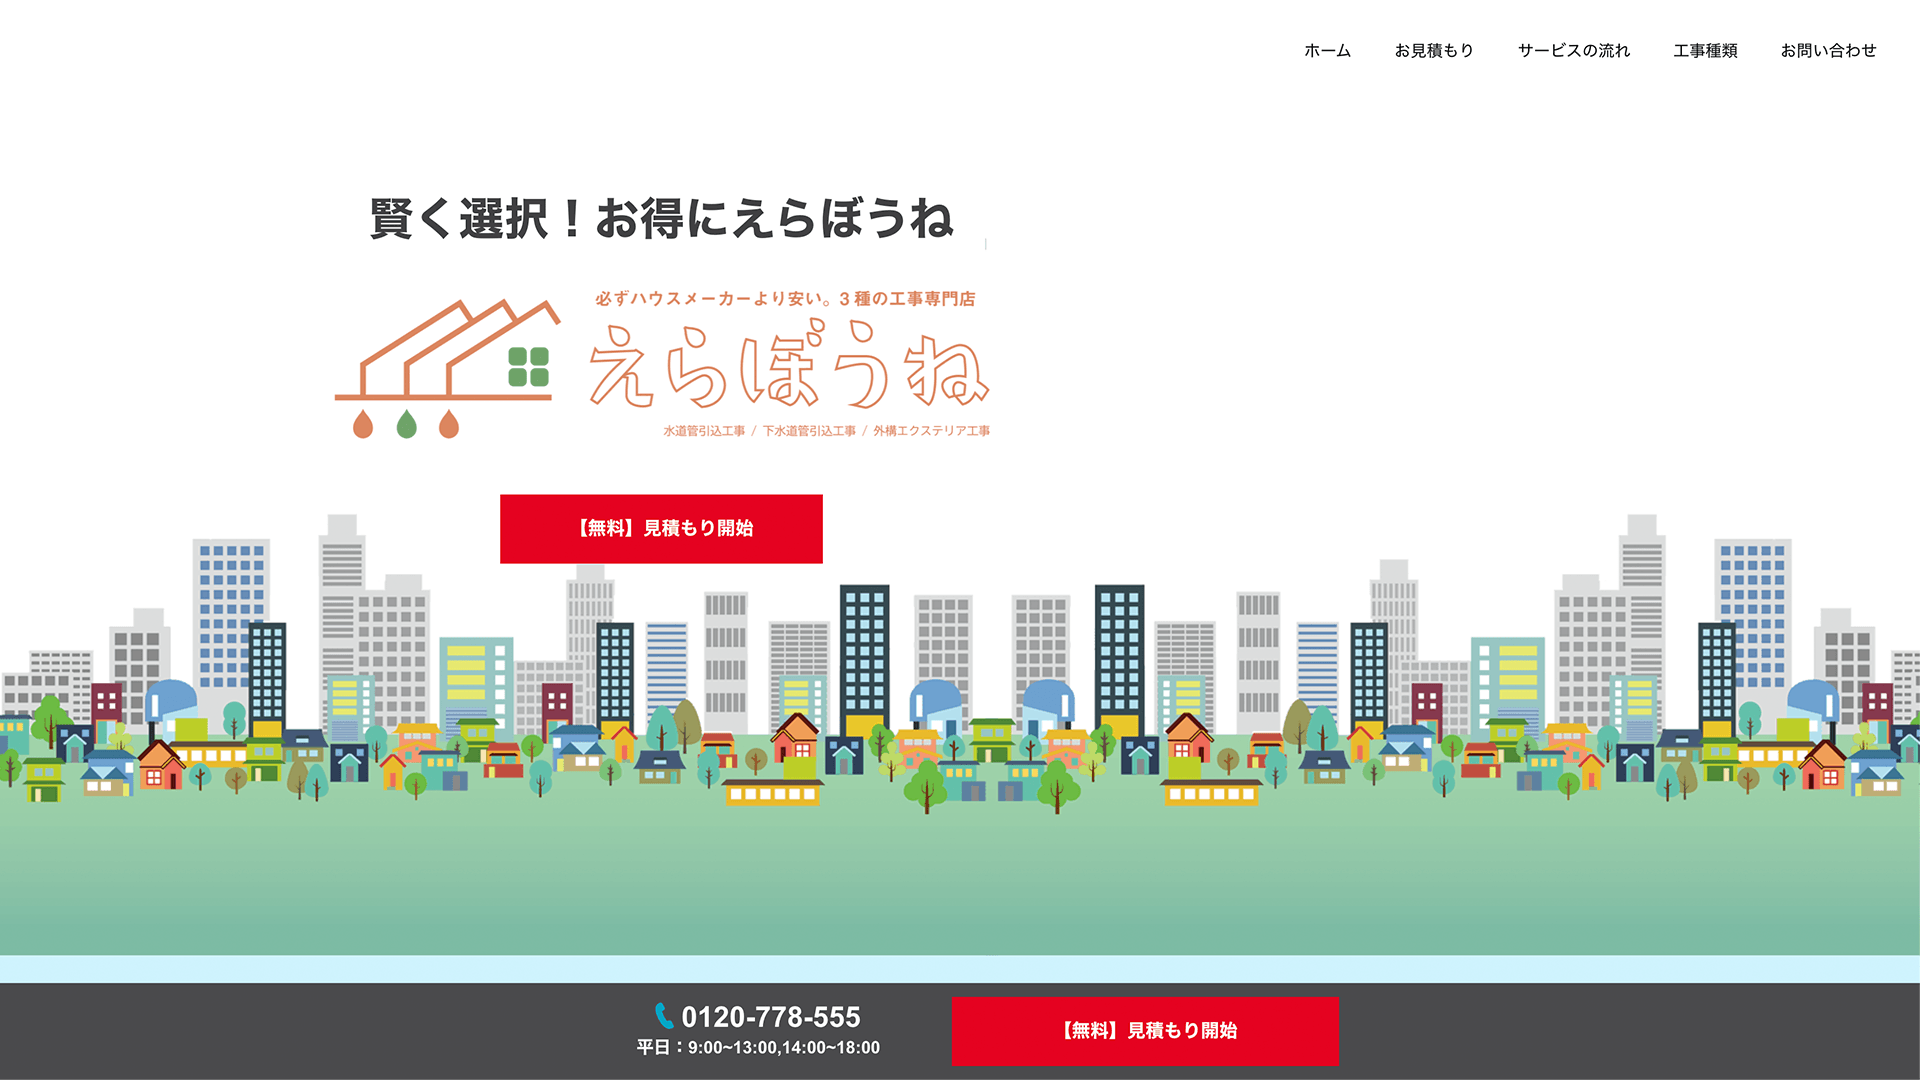 ホーム お見積もり サービスの流れ 工事種類 お問い合わせ
賢く選択！お得にえらぼうね
必ずハウスメーカーより安い。3種の工事専門店
えらぼうね
水道管引込工事 / 下水道管引込工事 / 外構エクステリア工事
【無料】見積もり開始
0120-778-555
平日：9:00~13:00,14:00~18:00
【無料】見積もり開始